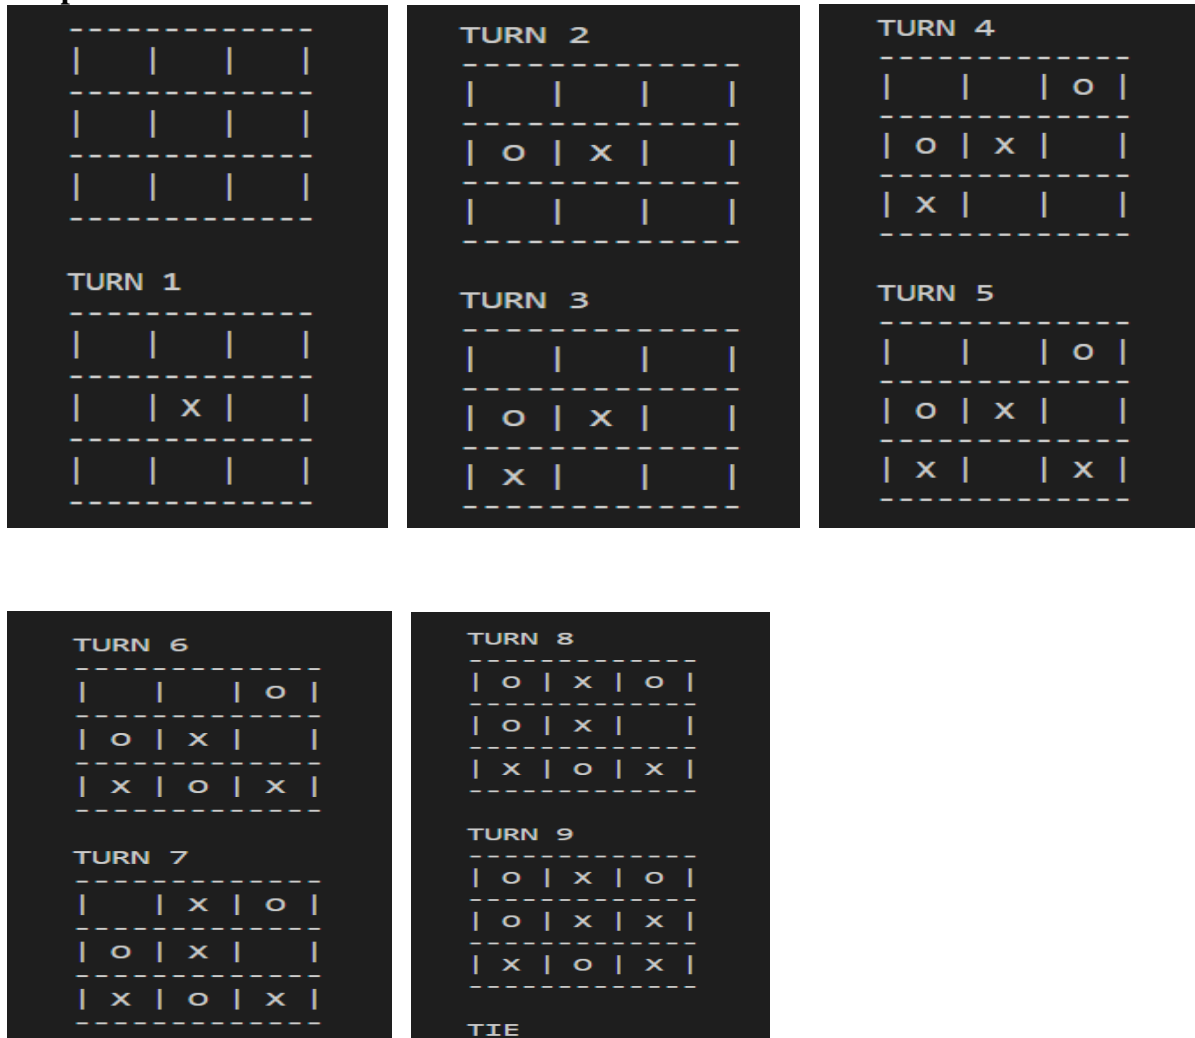 -------------
|   |   |   |
-------------
|   |   |   |
-------------
|   |   |   |
-------------
TURN 1
-------------
|   |   |   |
-------------
|   | X |   |
-------------
|   |   |   |
-------------
TURN 2
-------------
|   |   |   |
-------------
| O | X |   |
-------------
|   |   |   |
-------------
TURN 3
-------------
|   |   |   |
-------------
| O | X |   |
-------------
| X |   |   |
-------------
TURN 4
-------------
|   |   | O |
-------------
| O | X |   |
-------------
| X |   |   |
-------------
TURN 5
-------------
|   |   | O |
-------------
| O | X |   |
-------------
| X |   | X |
-------------
TURN 6
-------------
|   |   | O |
-------------
| O | X |   |
-------------
| X | O | X |
-------------
TURN 7
-------------
|   | X | O |
-------------
| O | X |   |
-------------
| X | O | X |
-------------
TURN 8
-------------
| O | X | O |
-------------
| O | X |   |
-------------
| X | O | X |
-------------
TURN 9
-------------
| O | X | O |
-------------
| O | X | X |
-------------
| X | O | X |
-------------
TIE